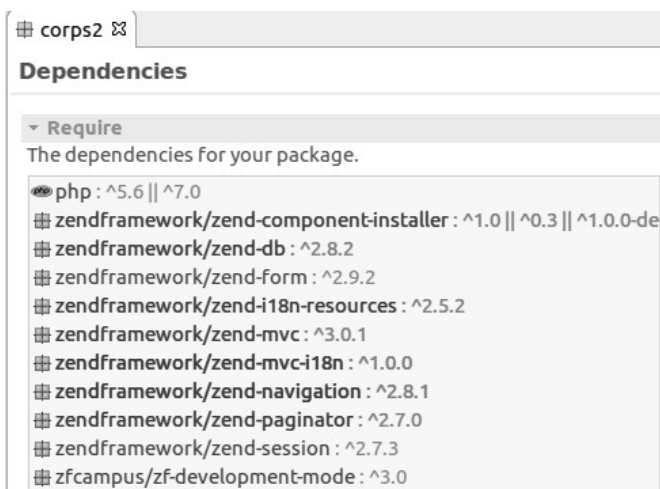 corps2
Dependencies
Require
The dependencies for your package.
php : ^5.6 || ^7.0
zendframework/zend-component-installer : ^1.0 || ^0.3 || ^1.0.0-de
zendframework/zend-db : ^2.8.2
zendframework/zend-form : ^2.9.2
zendframework/zend-i18n-resources : ^2.5.2
zendframework/zend-mvc : ^3.0.1
zendframework/zend-mvc-i18n : ^1.0.0
zendframework/zend-navigation : ^2.8.1
zendframework/zend-paginator : ^2.7.0
zendframework/zend-session : ^2.7.3
zfcampus/zf-development-mode : ^3.0